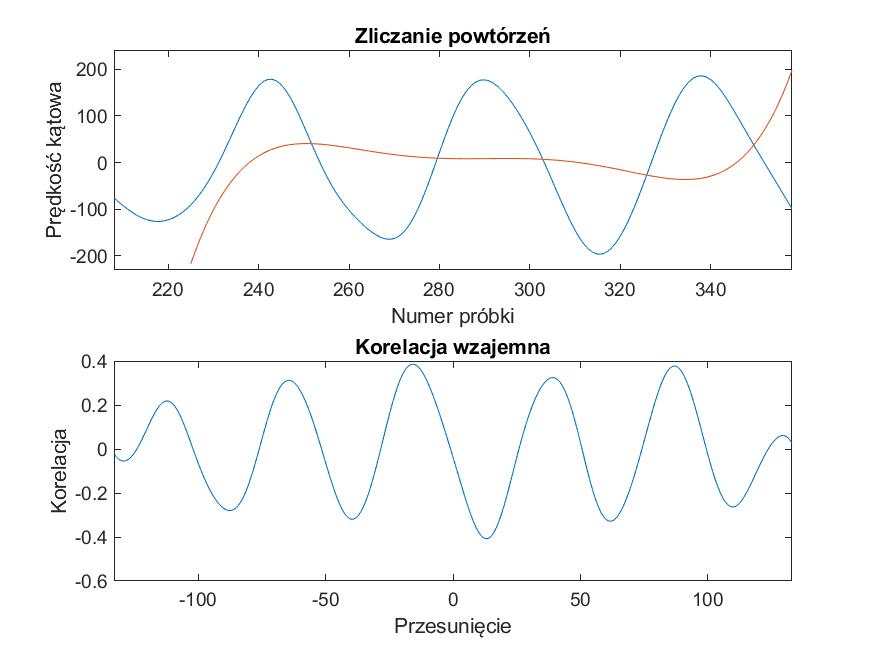 Zliczanie powtórzeń
200
100
0
-100
-200
Prędkość kątowa
220 240 260 280 300 320 340
Numer próbki
Korelacja wzajemna
0.4
0.2
0
-0.2
-0.4
-0.6
Korelacja
-100 -50 0 50 100
Przesunięcie